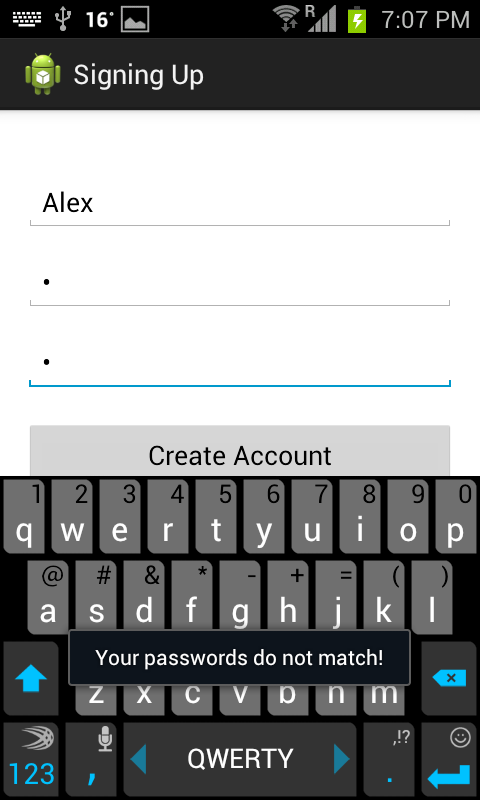 16°
R
7:07 PM
Signing Up
Alex
•
•
Create Account
1 2 3 4 5 6 7 8 9 0
q w e r t y u i o p
@ # & * - + = ( )
a s d f g h j k l
Your passwords do not match!
z x c v b n m
,!?
123 , QWERTY .